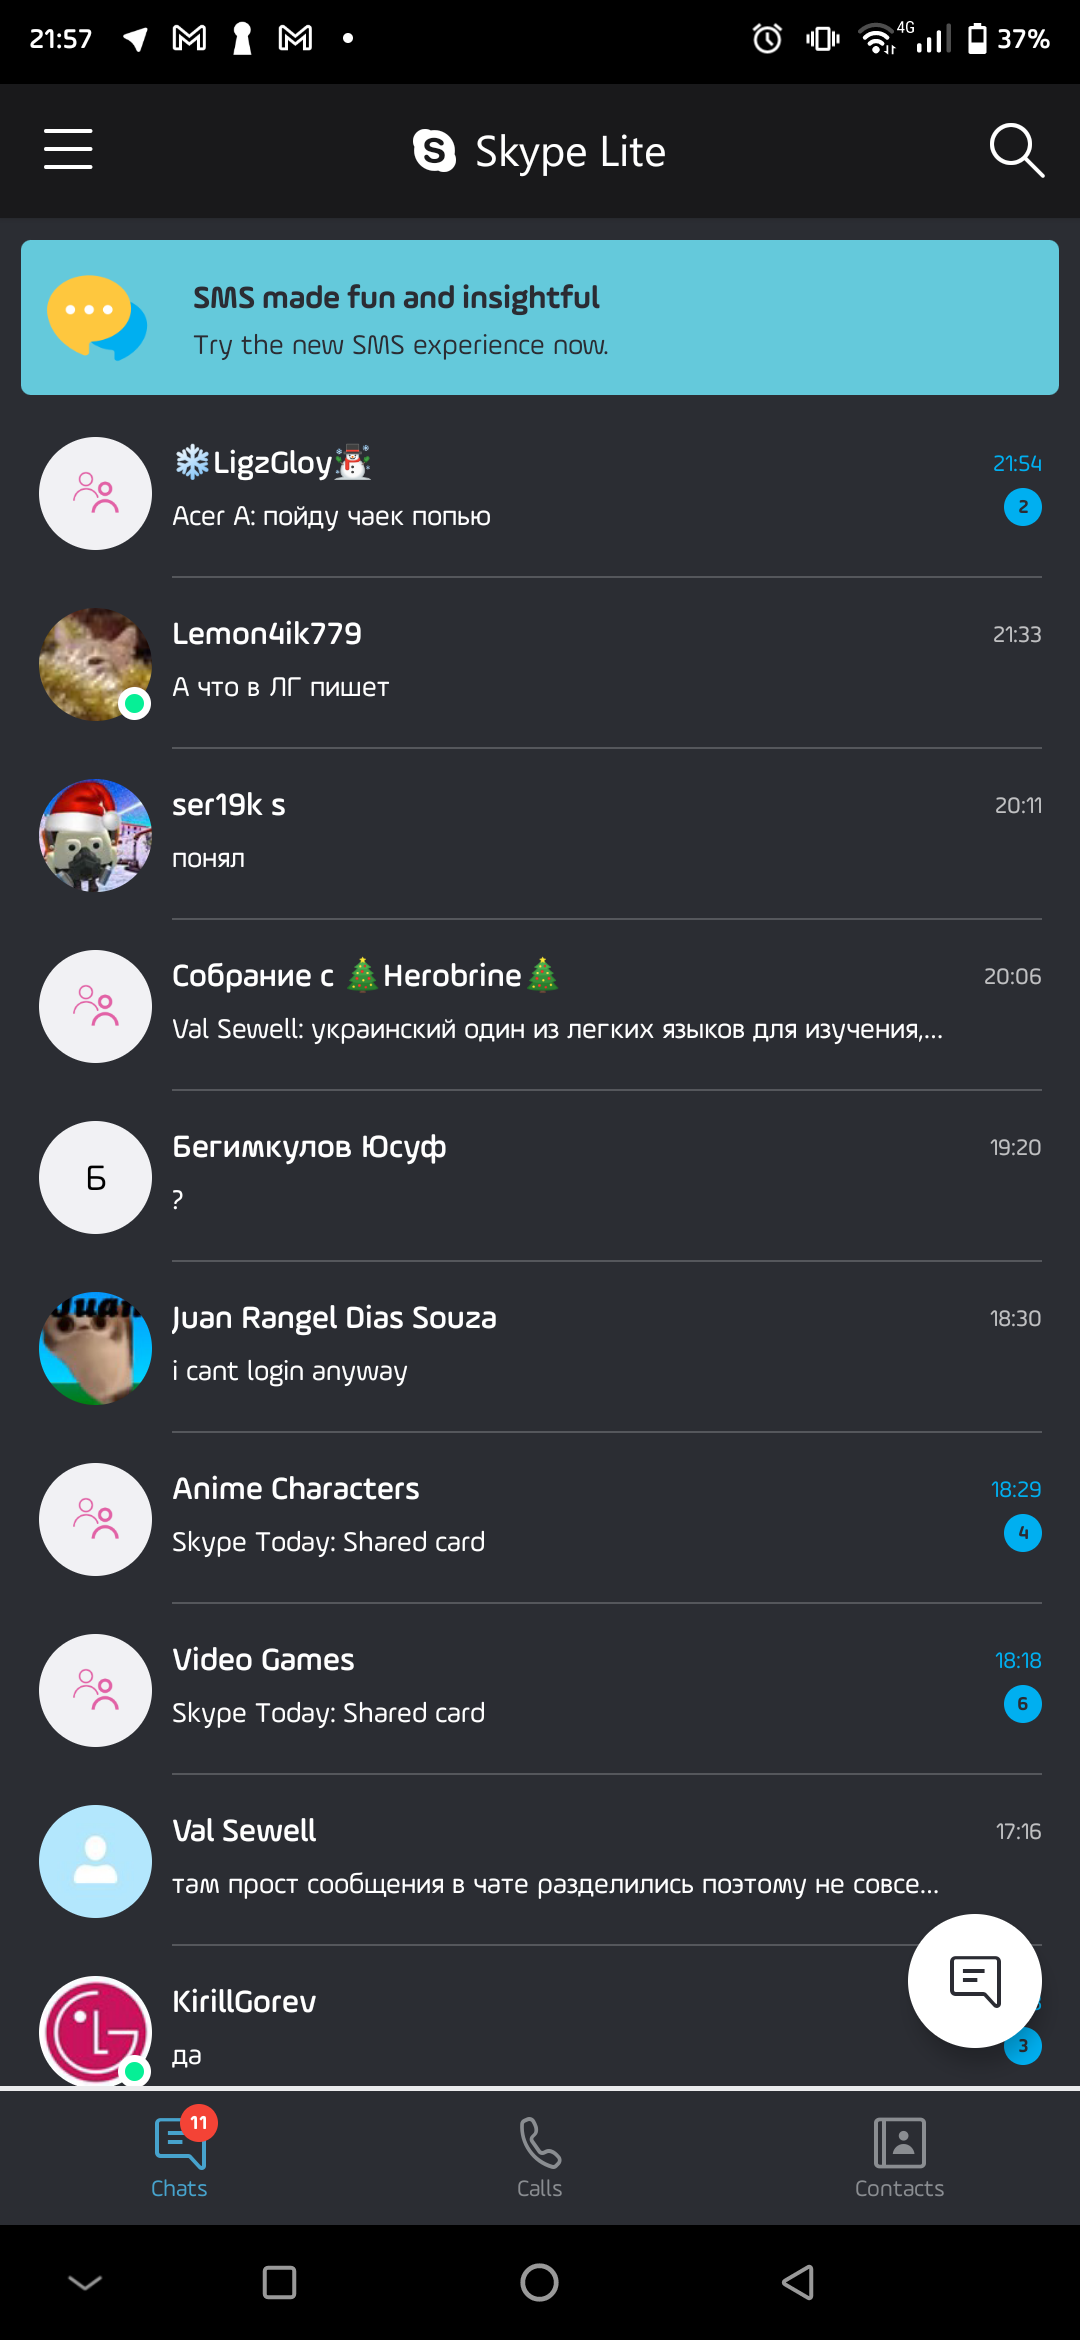 21:57
4G
37%
Skype Lite
SMS made fun and insightful
Try the new SMS experience now.
❄️LigzGloy☃️
21:54
Acer A: пойду чаек попью
2
Lemon4ik779
21:33
А что в ЛГ пишет
ser19k s
20:11
понял
Собрание с 🎄Herobrine🎄
20:06
Val Sewell: украинский один из легких языков для изучения,...
Б
Бегимкулов Юсуф
19:20
?
Juan
Juan Rangel Dias Souza
18:30
i cant login anyway
Anime Characters
18:29
Skype Today: Shared card
4
Video Games
18:18
Skype Today: Shared card
6
Val Sewell
17:16
там прост сообщения в чате разделились поэтому не совсе...
KirillGorev
да
3
11
Chats
Calls
Contacts